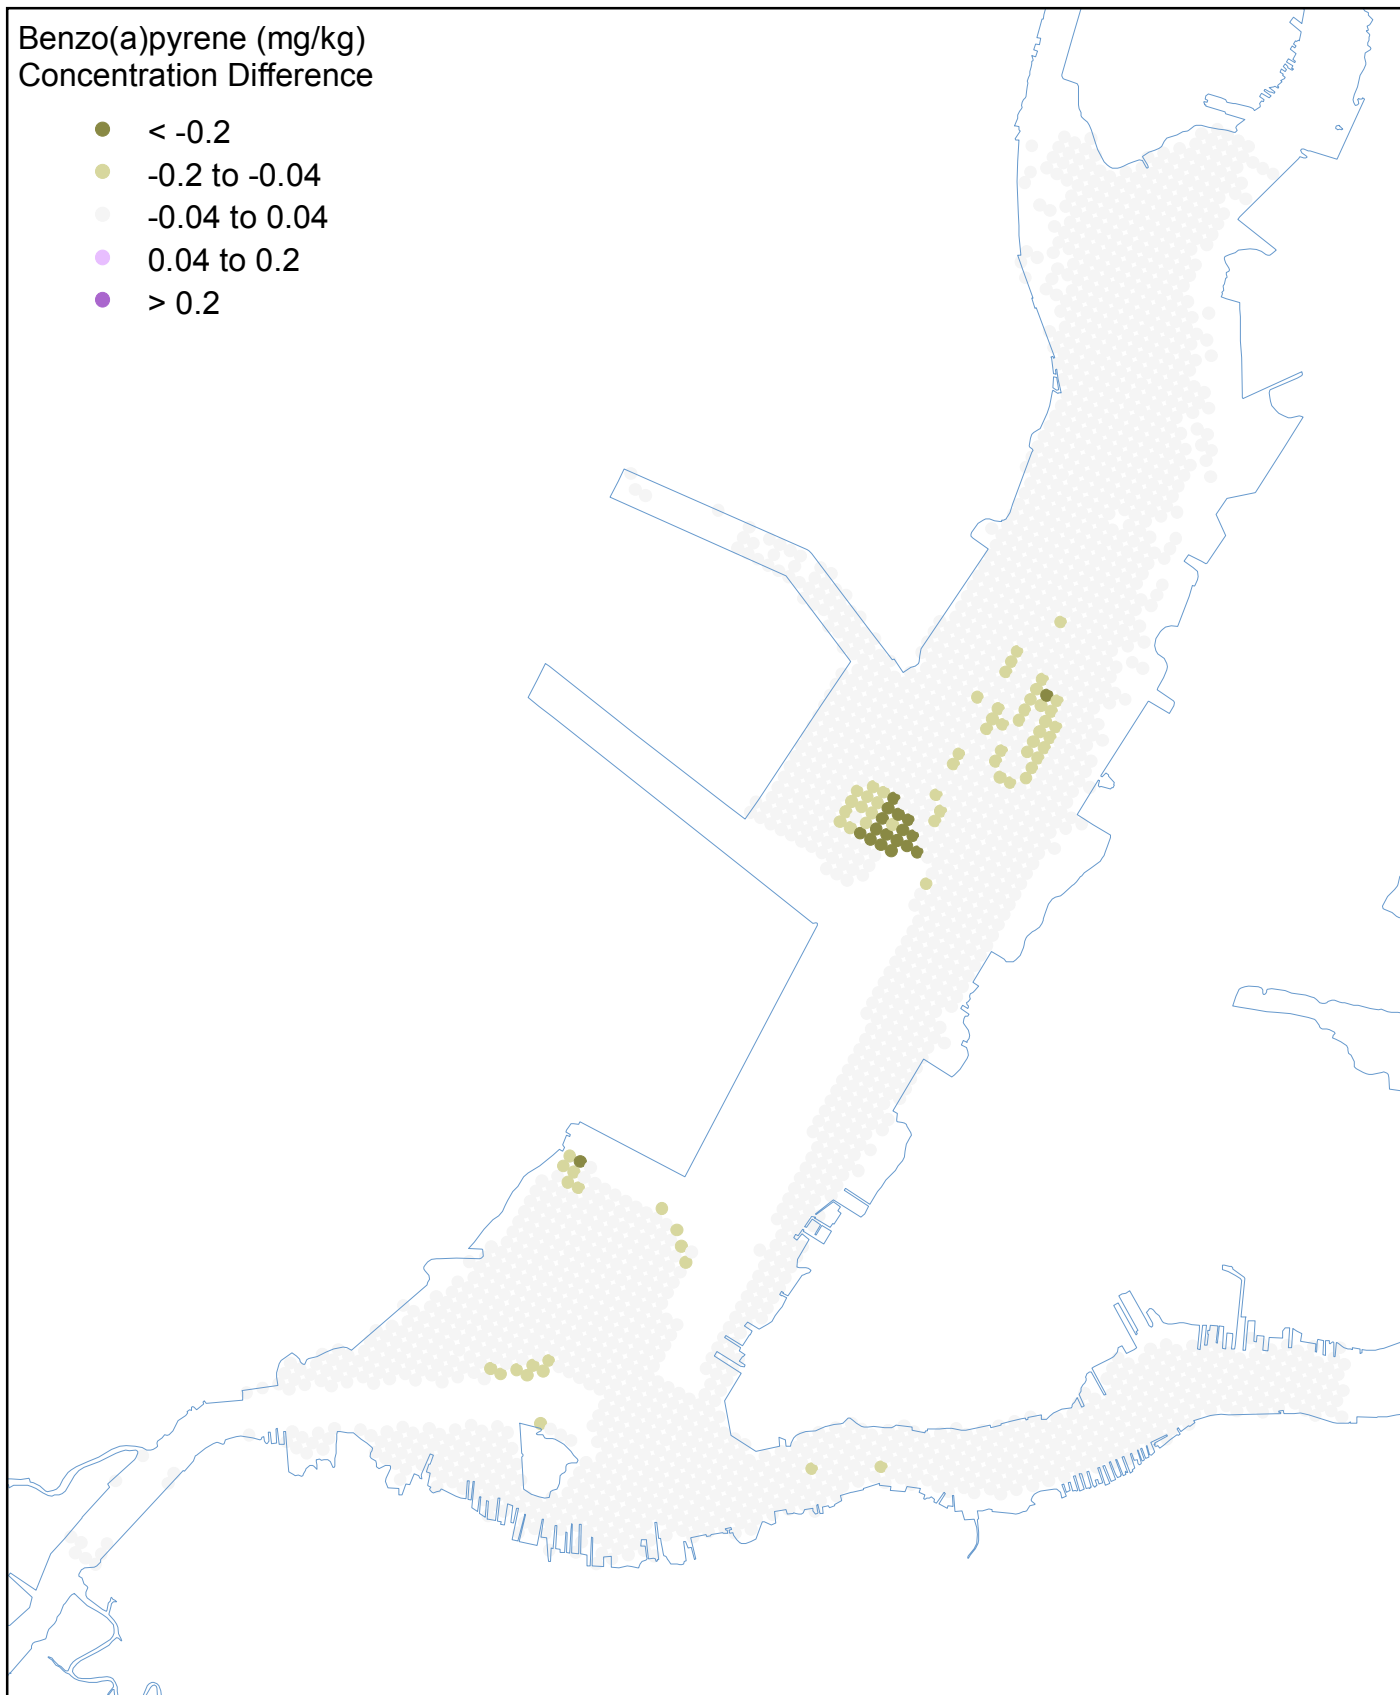 Benzo(a)pyrene (mg/kg)
Concentration Difference
< -0.2
-0.2 to -0.04
-0.04 to 0.04
0.04 to 0.2
> 0.2